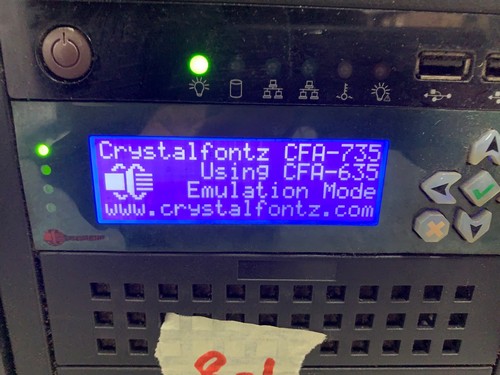 Crystalfontz CFA-735
Using CFA-635
Emulation Mode
www.crystalfontz.com